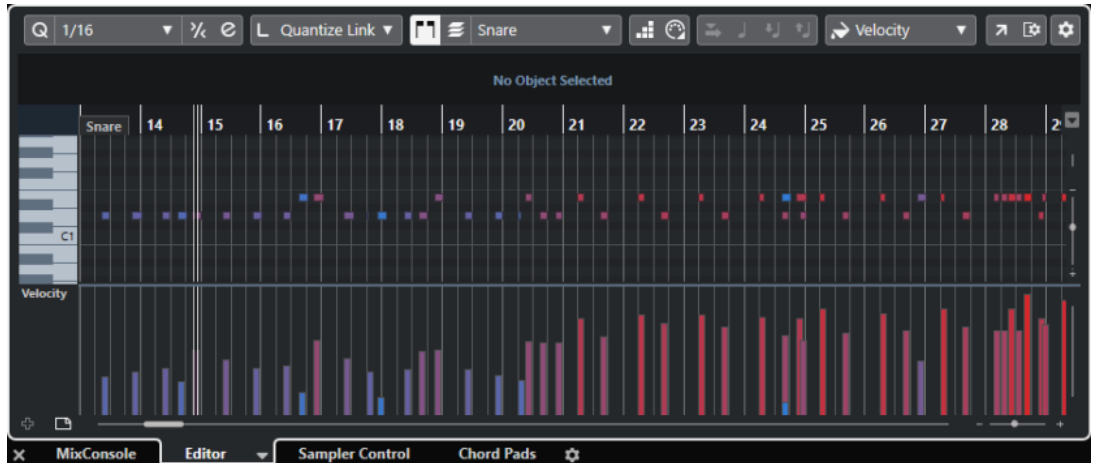 Q 1/16 L Quantize Link Snare Velocity
No Object Selected
Snare 14 15 16 17 18 19 20 21 22 23 24 25 26 27 28
C1
Velocity
MixConsole Editor Sampler Control Chord Pads